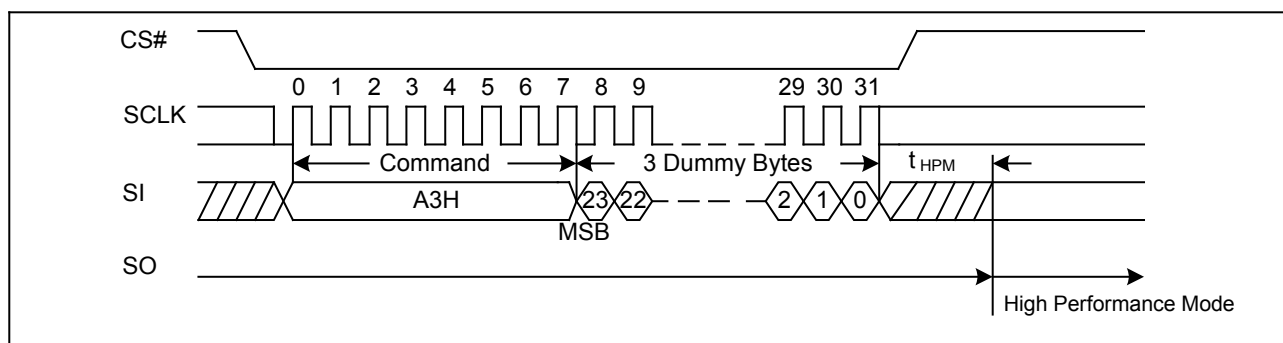 CS#
0 1 2 3 4 5 6 7 8 9 29 30 31
SCLK
Command 3 Dummy Bytes t HPM
SI A3H 23 22 2 1 0
MSB
SO
High Performance Mode